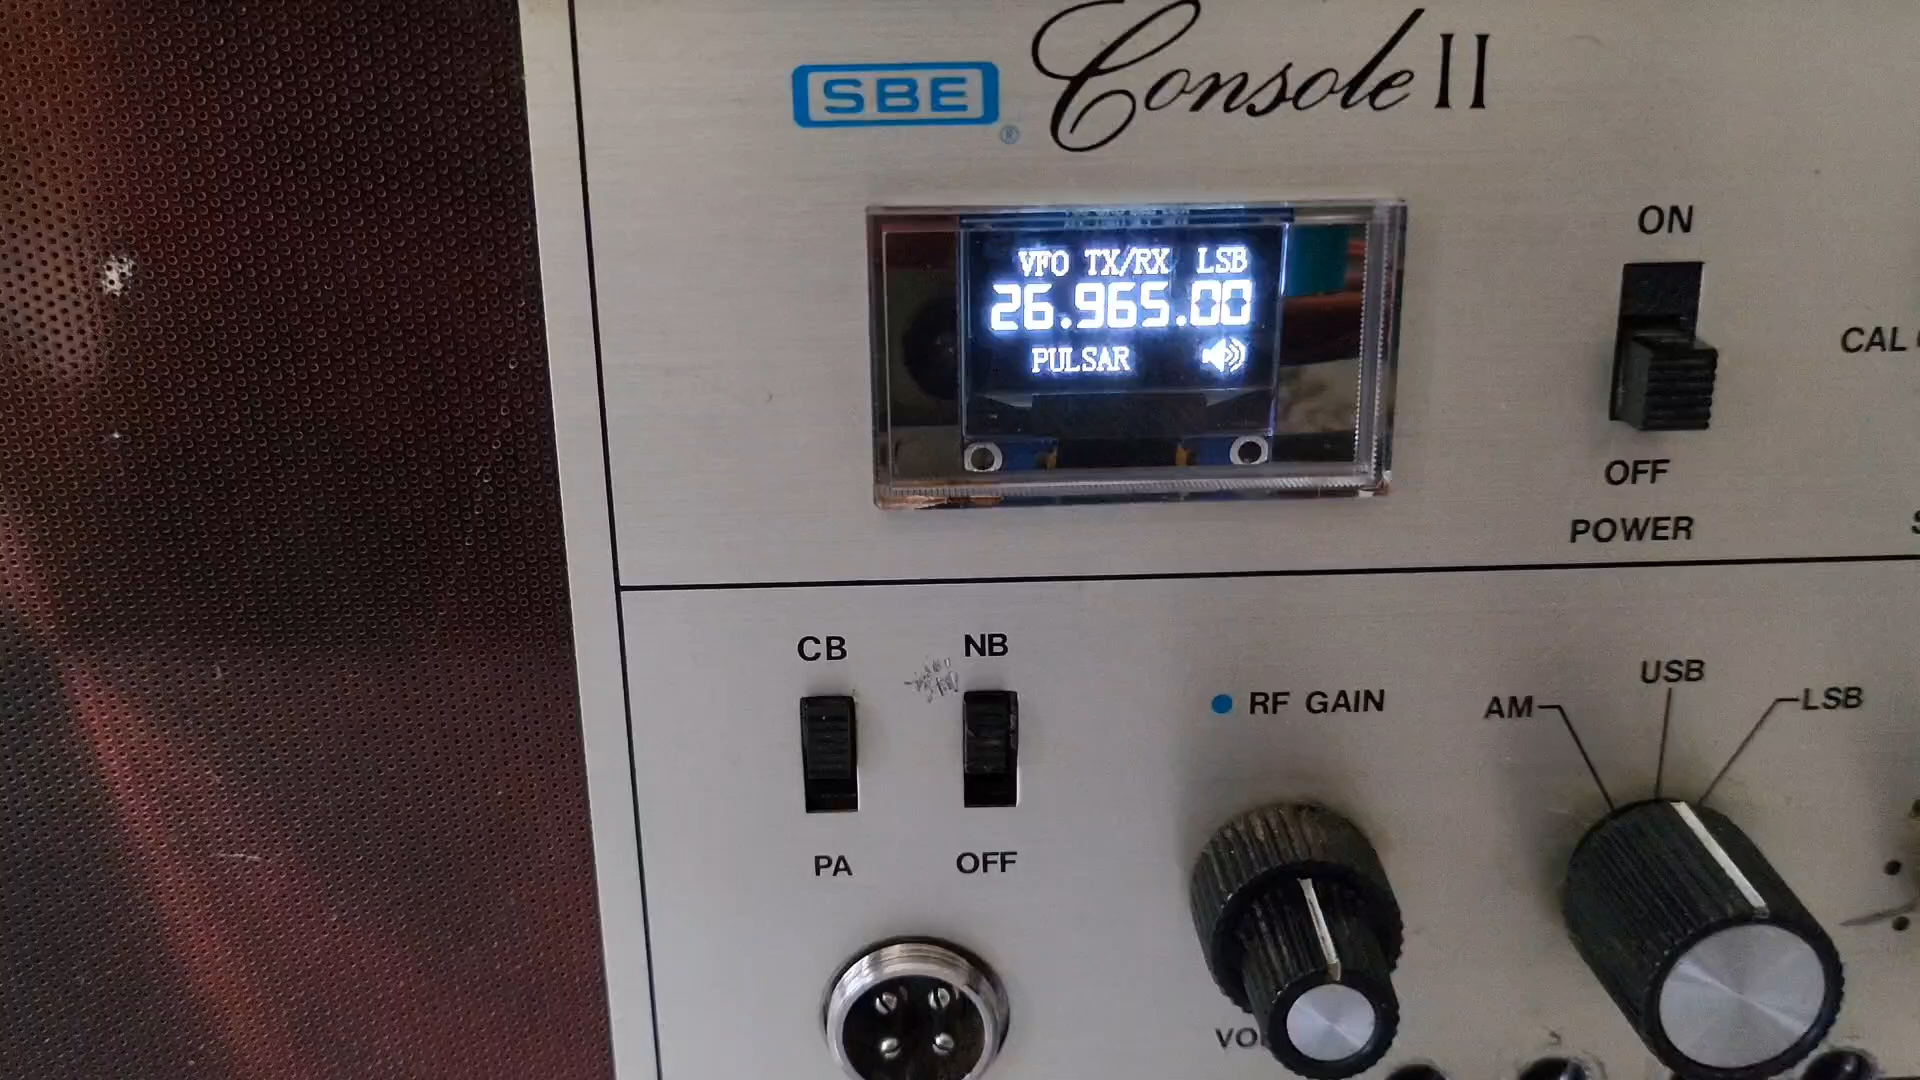 SBE® Console II
VFO TX/RX LSB
26.965.00
PULSAR
ON
OFF
POWER
CAL
CB
NB
PA
OFF
RF GAIN
AM
USB
LSB